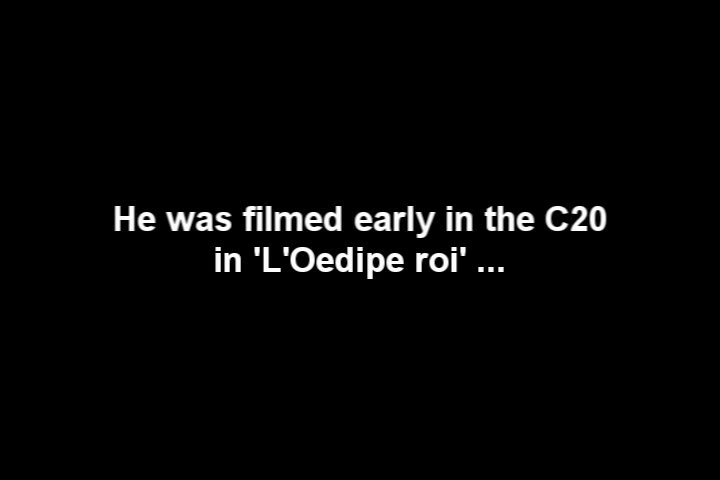 He was filmed early in the C20
in 'L'Oedipe roi' ...